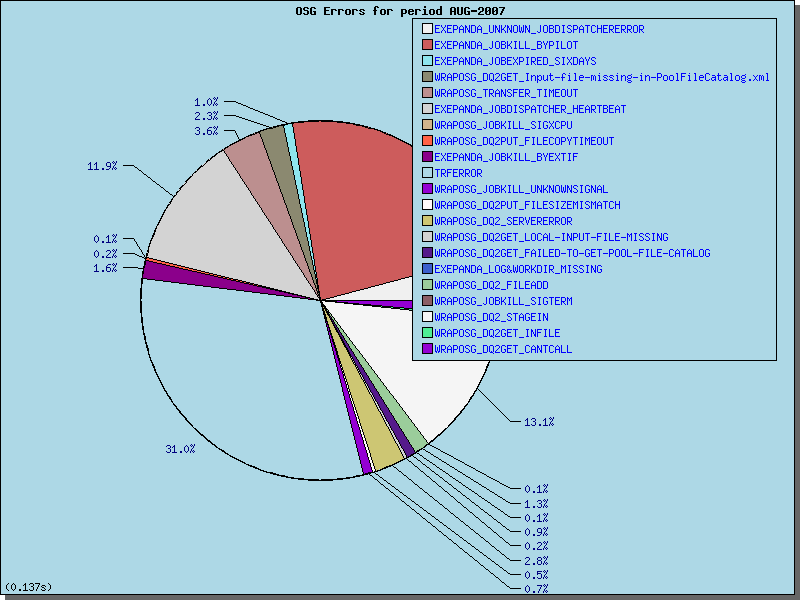 OSG Errors for period AUG-2007
EXEPANDA_UNKNOWN_JOBDISPATCHERERROR
EXEPANDA_JOBKILL_BYPILOT
EXEPANDA_JOBEXPIRED_SIXDAYS
WRAPOSG_DQ2GET_Input-file-missing-in-PoolFileCatalog.xml
WRAPOSG_TRANSFER_TIMEOUT
EXEPANDA_JOBDISPATCHER_HEARTBEAT
WRAPOSG_JOBKILL_SIGXCPU
WRAPOSG_DQ2PUT_FILECOPYTIMEOUT
EXEPANDA_JOBKILL_BYEXTIF
TRFERROR
WRAPOSG_JOBKILL_UNKNOWNSIGNAL
WRAPOSG_DQ2PUT_FILESIZEMISMATCH
WRAPOSG_DQ2_SERVERERROR
WRAPOSG_DQ2GET_LOCAL-INPUT-FILE-MISSING
WRAPOSG_DQ2GET_FAILED-TO-GET-POOL-FILE-CATALOG
EXEPANDA_LOG&WORKDIR_MISSING
WRAPOSG_DQ2_FILEADD
WRAPOSG_JOBKILL_SIGTERM
WRAPOSG_DQ2_STAGEIN
WRAPOSG_DQ2GET_INFILE
WRAPOSG_DQ2GET_CANTCALL
1.0%
2.3%
3.6%
11.9%
0.1%
0.2%
1.6%
31.0%
13.1%
0.1%
1.3%
0.1%
0.9%
0.2%
2.8%
0.5%
0.7%
(0.137s)